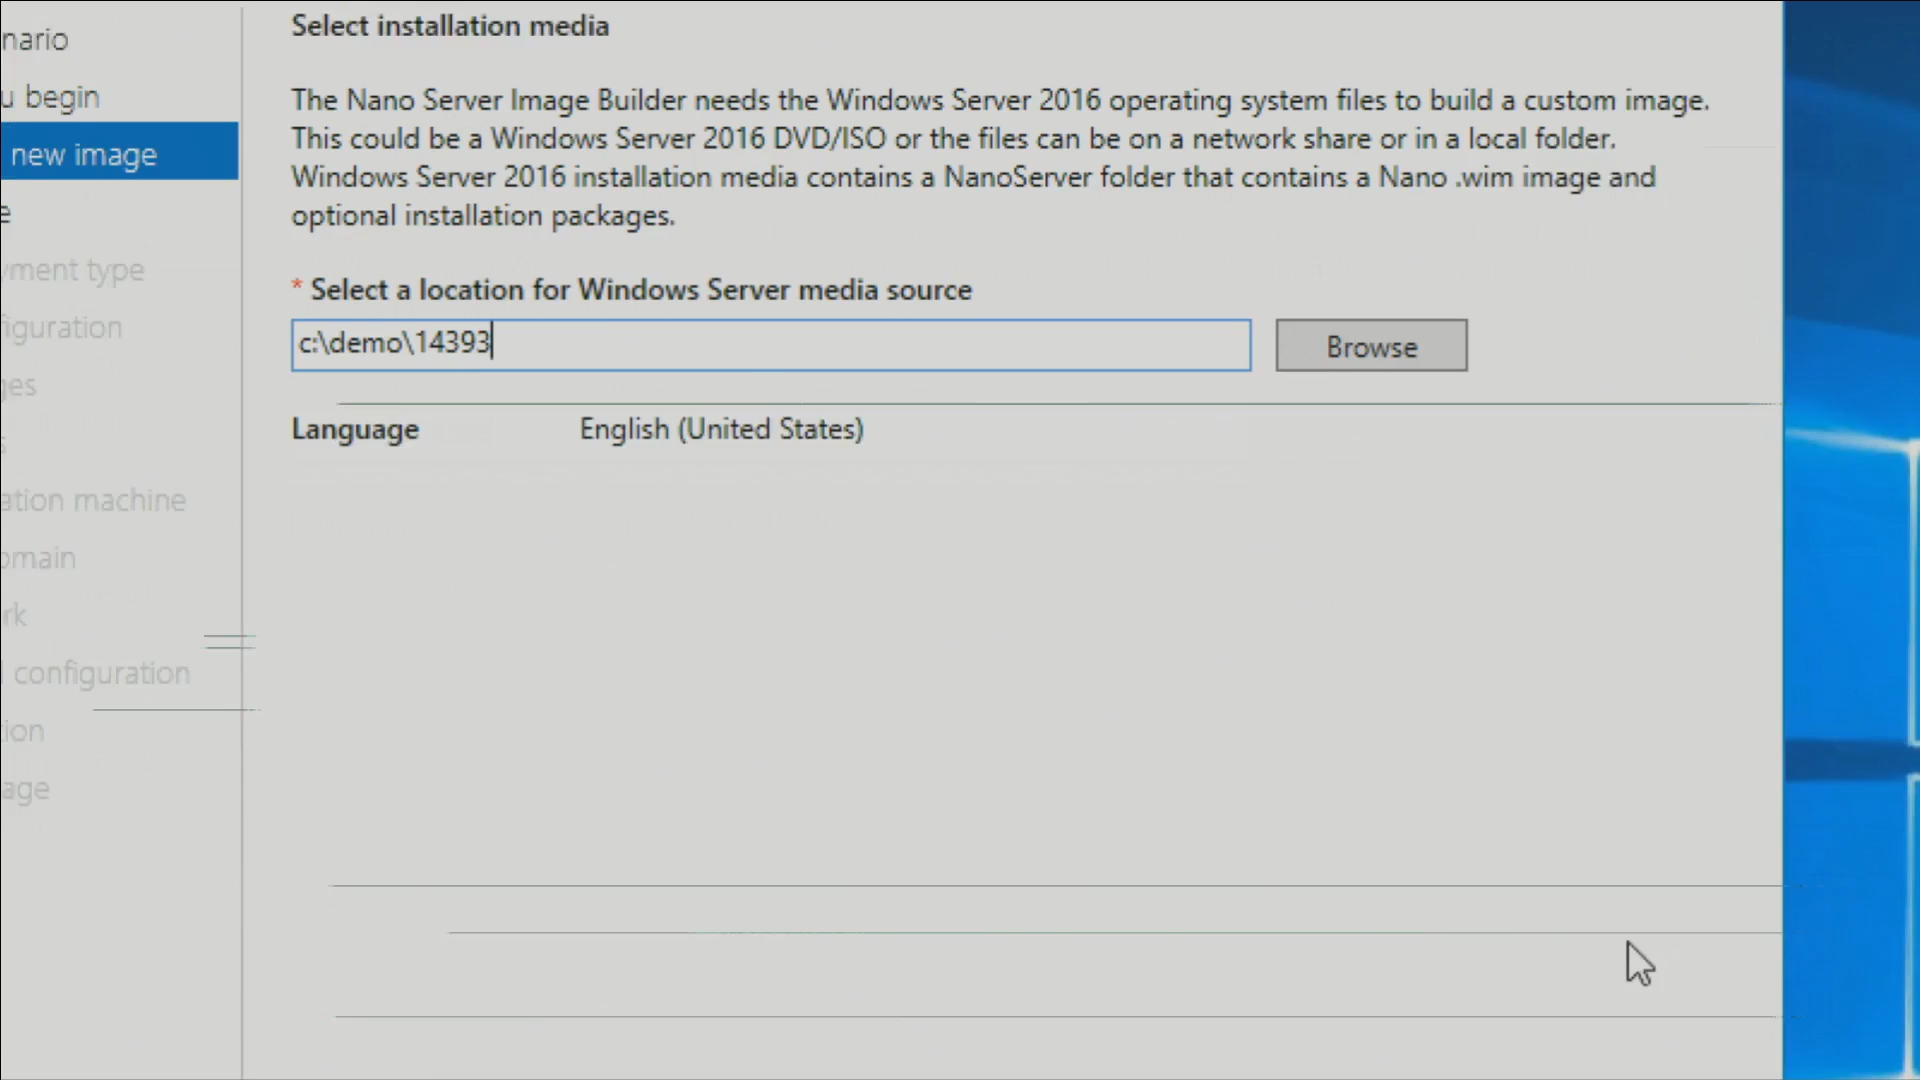 nario
u begin
new image
e
yment type
iguration
ges
s
ation machine
omain
rk
l configuration
tion
age
Select installation media
The Nano Server Image Builder needs the Windows Server 2016 operating system files to build a custom image.
This could be a Windows Server 2016 DVD/ISO or the files can be on a network share or in a local folder.
Windows Server 2016 installation media contains a NanoServer folder that contains a Nano .wim image and
optional installation packages.
* Select a location for Windows Server media source
c:\demo\14393
Browse
Language English (United States)